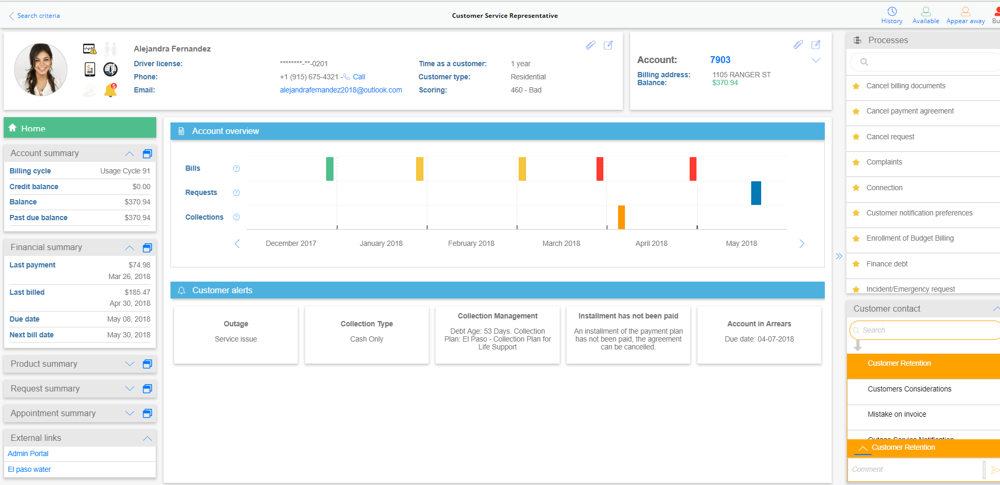 Search criteria
Customer Service Representative
History
Available
Appear away
Alejandra Fernandez
Driver license: ********-**-0201
Phone: +1 (915) 675-4321 - Call
Email: alejandrafernandez2018@outlook.com
5
Time as a customer: 1 year
Customer type: Residential
Scoring: 460 - Bad
Account: 7903
Billing address: 1105 RANGER ST
Balance: $370.94
Home
Account summary
Billing cycle Usage Cycle 91
Credit balance $0.00
Balance $370.94
Past due balance $370.94
Financial summary
Last payment $74.98
Mar 26, 2018
Last billed $185.47
Apr 30, 2018
Due date May 08, 2018
Next bill date May 30, 2018
Product summary
Request summary
Appointment summary
External links
Admin Portal
El paso water
Account overview
Bills ?
Requests ?
Collections ?
December 2017 January 2018 February 2018 March 2018 April 2018 May 2018
Customer alerts
Outage
Service issue
Collection Type
Cash Only
Collection Management
Debt Age: 53 Days. Collection
Plan: El Paso - Collection Plan for
Life Support
Installment has not been paid
An installment of the payment plan
has not been paid, the agreement
can be cancelled.
Account in Arrears
Due date: 04-07-2018
Processes
Cancel billing documents
Cancel payment agreement
Cancel request
Complaints
Connection
Customer notification preferences
Enrollment of Budget Billing
Finance debt
Incident/Emergency request
Customer contact
Search
Customer Retention
Customers Considerations
Mistake on invoice
Outage Service Notification
Customer Retention
Comment